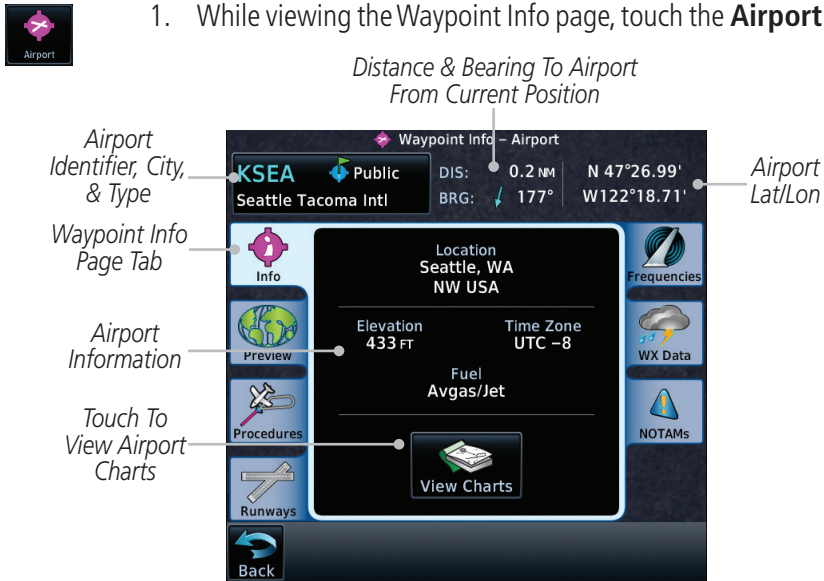 1. While viewing the Waypoint Info page, touch the Airport
Airport
Distance & Bearing To Airport
From Current Position
Airport
Identifier, City,
& Type
Waypoint Info – Airport
KSEA Public
Seattle Tacoma Intl
DIS: 0.2 NM
BRG: 177°
N 47°26.99'
W122°18.71'
Airport
Lat/Lon
Waypoint Info
Page Tab
Info
Location
Seattle, WA
NW USA
Frequencies
Airport
Information
Preview
Elevation
433 FT
Time Zone
UTC –8
WX Data
Fuel
Avgas/Jet
Touch To
View Airport
Charts
Procedures
NOTAMs
View Charts
Runways
Back